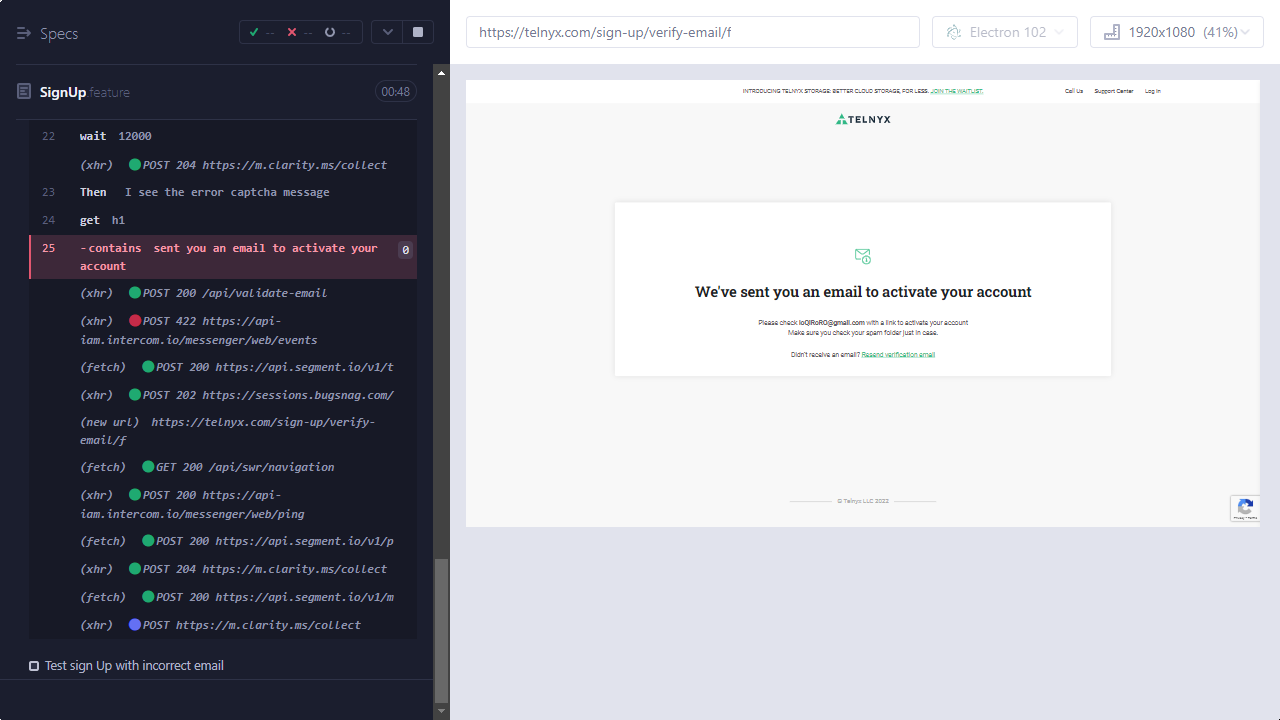 Specs
-- -- --
SignUp.feature
00:48
22 wait 12000
(xhr) POST 204 https://m.clarity.ms/collect
23 Then I see the error captcha message
24 get h1
25 -contains sent you an email to activate your
account
0
(xhr) POST 200 /api/validate-email
(xhr) POST 422 https://api-
iam.intercom.io/messenger/web/events
(fetch) POST 200 https://api.segment.io/v1/t
(xhr) POST 202 https://sessions.bugsnag.com/
(new url) https://telnyx.com/sign-up/verify-
email/f
(fetch) GET 200 /api/swr/navigation
(xhr) POST 200 https://api-
iam.intercom.io/messenger/web/ping
(fetch) POST 200 https://api.segment.io/v1/p
(xhr) POST 204 https://m.clarity.ms/collect
(fetch) POST 200 https://api.segment.io/v1/m
(xhr) POST https://m.clarity.ms/collect
Test sign Up with incorrect email
https://telnyx.com/sign-up/verify-email/f
Electron 102
1920x1080 (41%)
INTRODUCING TELNYX STORAGE: BETTER CLOUD STORAGE, FOR LESS. JOIN THE WAITLIST.
Call Us Support Center Log In
TELNYX
We've sent you an email to activate your account
Please check with a link to activate your account
Make sure you check your spam folder just in case.
Didn't receive an email? Resend verification email
© Telnyx LLC 2022